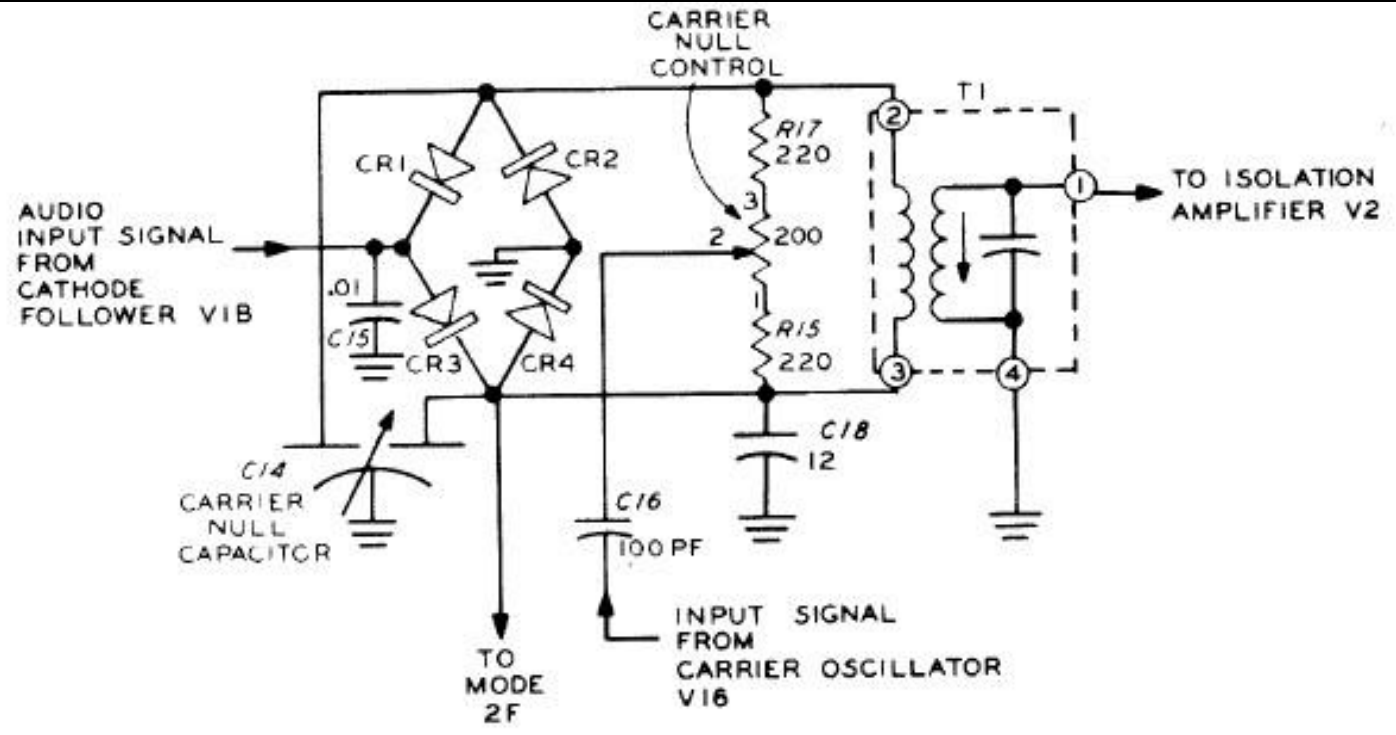 CARRIER
NULL
CONTROL
T1
2
R17
220
CR1
CR2
3
1
TO ISOLATION
AMPLIFIER V2
AUDIO
INPUT SIGNAL
FROM
CATHODE
FOLLOWER V1B
2
200
.01
C15
1
R15
220
CR3
CR4
3
4
C14
CARRIER
NULL
CAPACITOR
C18
12
C16
100 PF
INPUT SIGNAL
FROM
CARRIER OSCILLATOR
V16
TO
MODE
2F